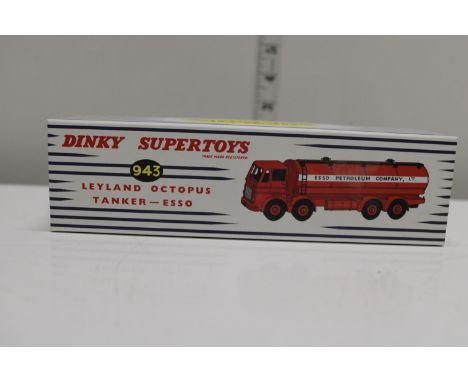 DINKY SUPERTOYS
TRADE MARK REGISTERED
943
LEYLAND OCTOPUS
TANKER — ESSO
ESSO PETROLEUM COMPANY, LTD.